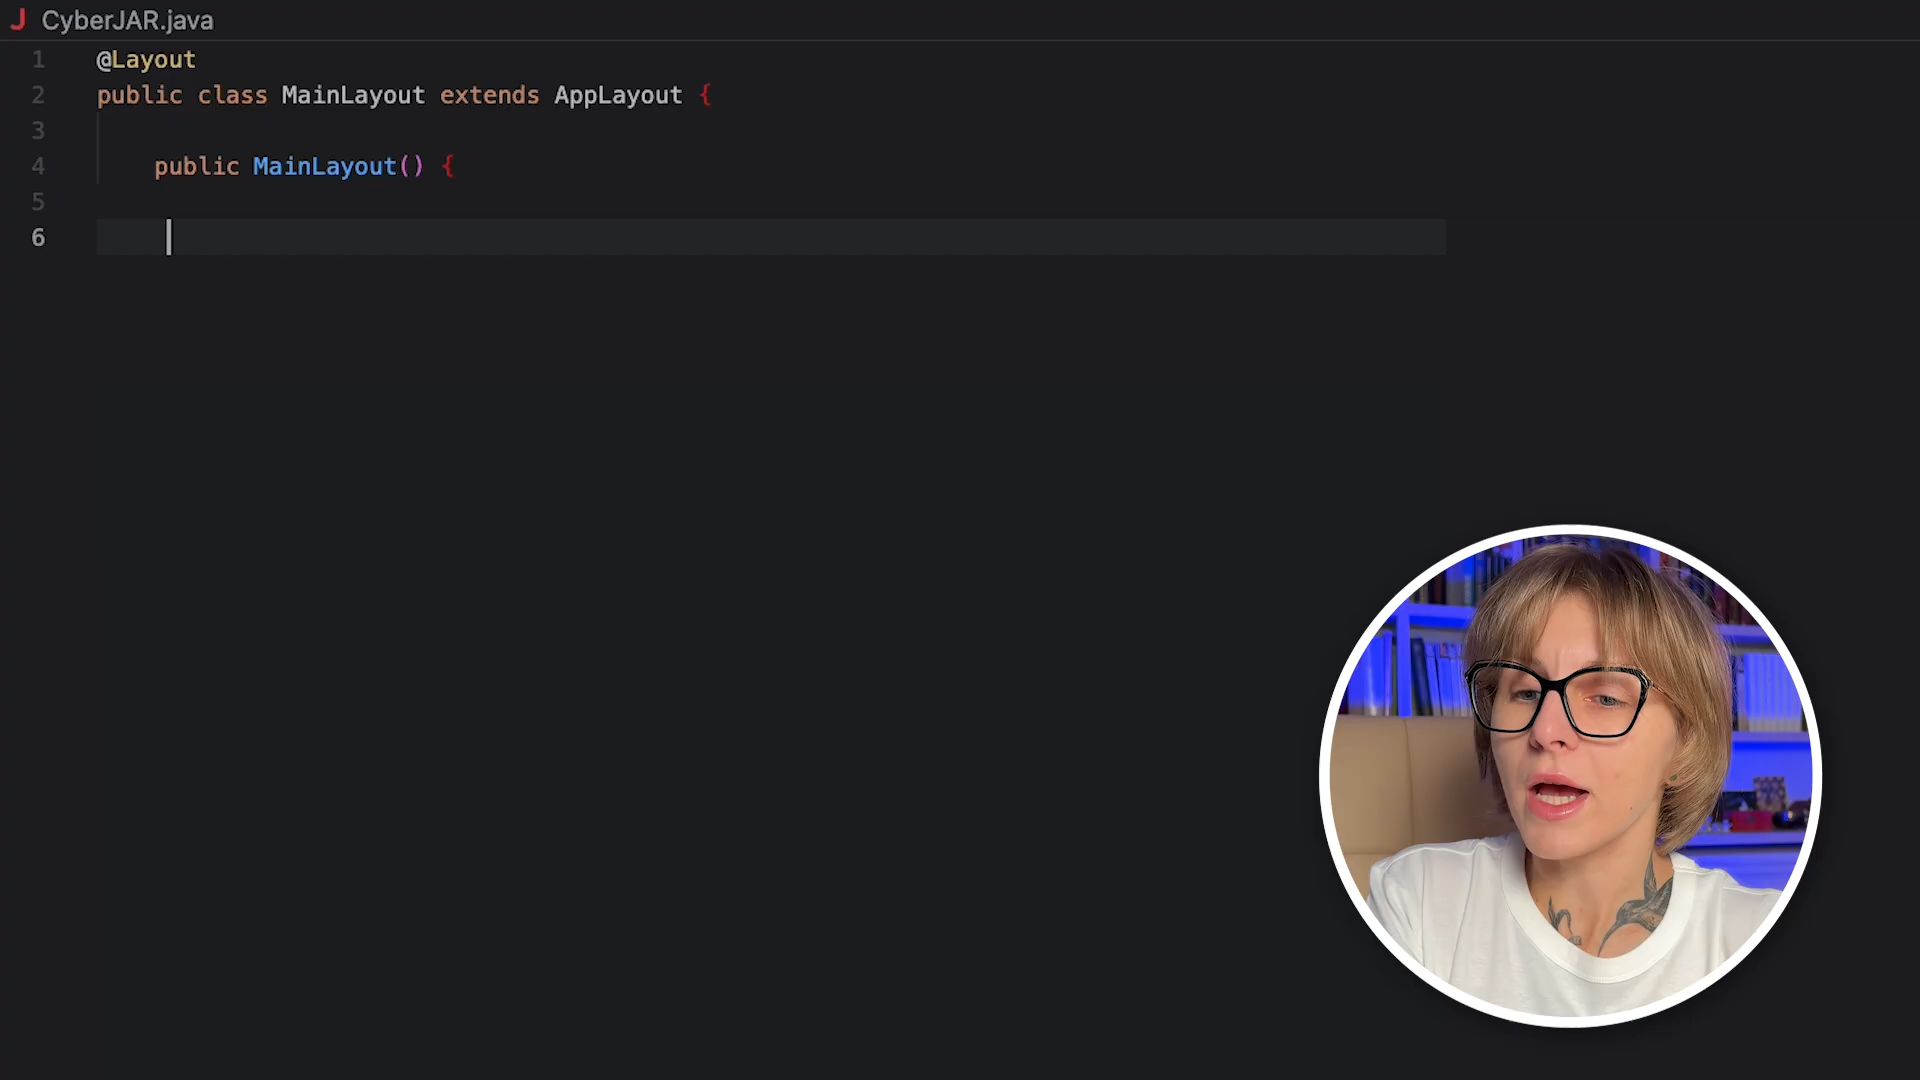 J CyberJAR.java
1 @Layout
2 public class MainLayout extends AppLayout {
3
4 public MainLayout() {
5
6